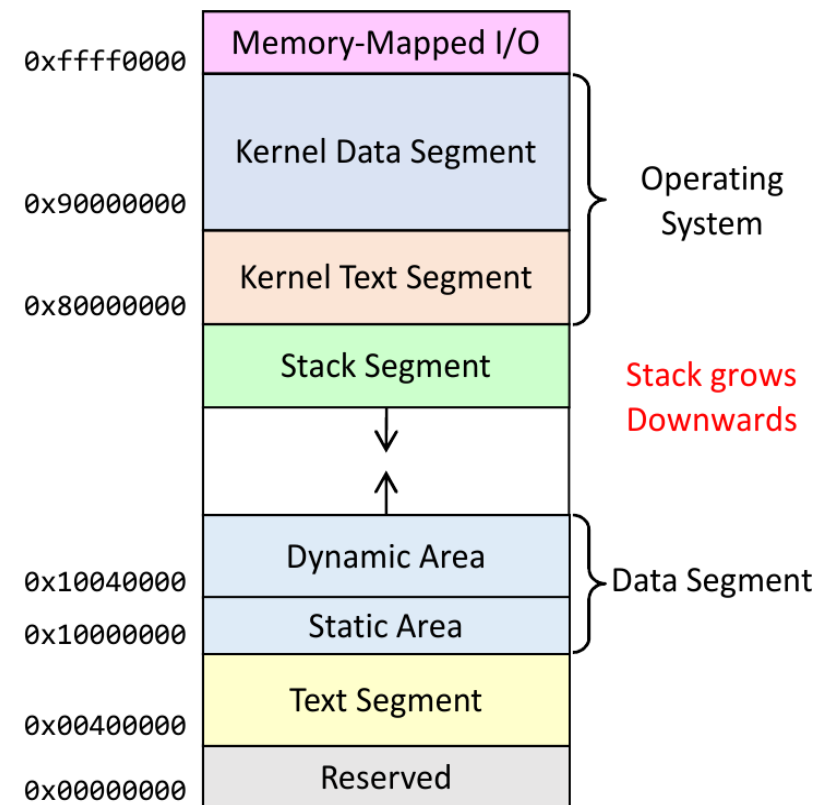 Memory-Mapped I/O
0xffff0000
Kernel Data Segment
Operating
System
0x90000000
Kernel Text Segment
0x80000000
Stack Segment
Stack grows
Downwards
Dynamic Area
0x10040000
Data Segment
Static Area
0x10000000
Text Segment
0x00400000
Reserved
0x00000000